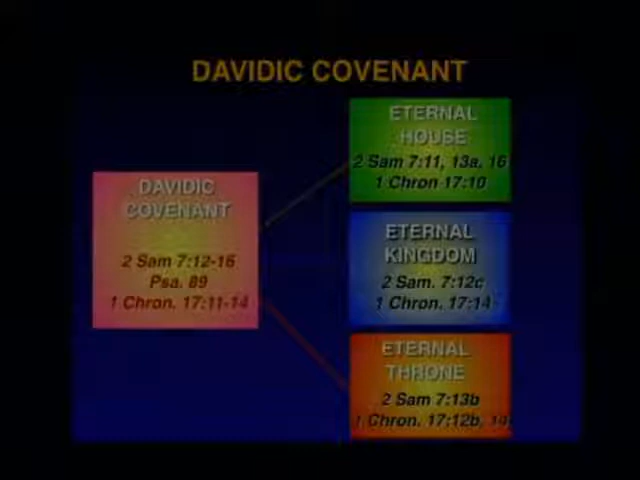 DAVIDIC COVENANT
DAVIDIC
COVENANT
2 Sam 7:12-16
Psa. 89
1 Chron. 17:11-14
ETERNAL
HOUSE
2 Sam 7:11, 13a, 16
1 Chron 17:10
ETERNAL
KINGDOM
2 Sam. 7:12c
1 Chron. 17:14
ETERNAL
THRONE
2 Sam 7:13b
1 Chron. 17:12b, 14